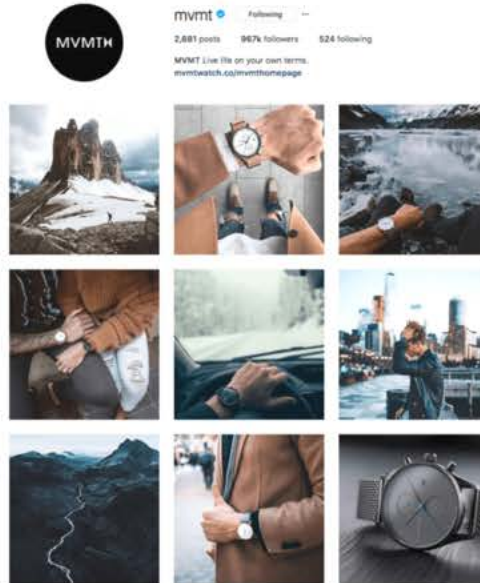 MVMT
mvmt Following ...
2,681 posts 967k followers 524 following
MVMT Live life on your own terms.
mvmtwatch.co/mvmthomepage